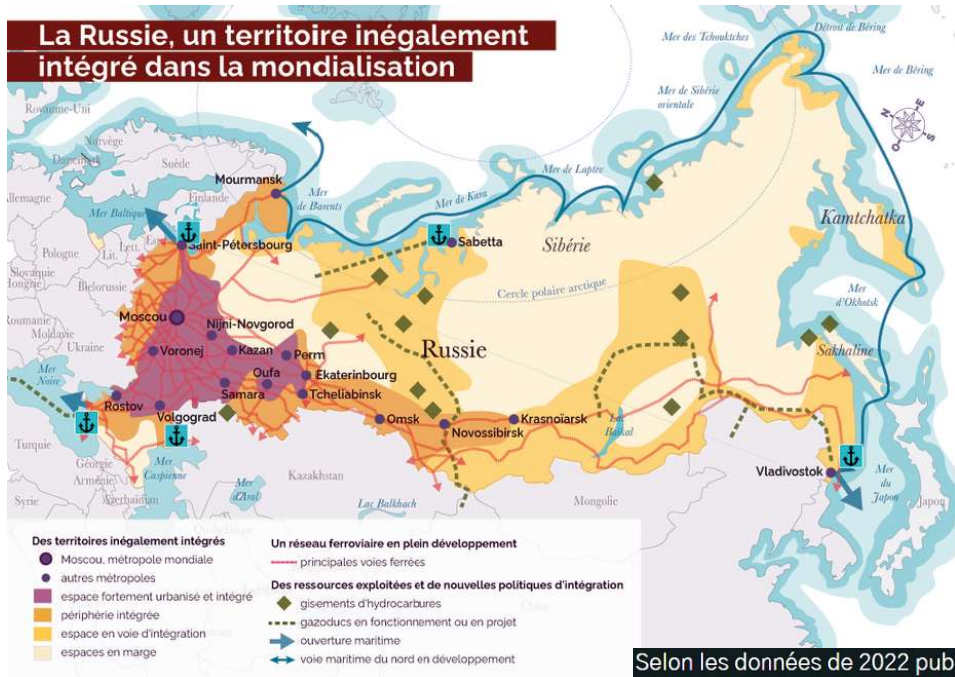 La Russie, un territoire inégalement
intégré dans la mondialisation
Mer des Tchouktches
Détroit de Béring
Mer de Béring
Mer de Sibérie
orientale
N
E
S
O
Royaume-Uni
Norvège
Danemark
Suède
Finlande
Mourmansk
Mer
de Barents
Mer de Kara
Mer de Laptev
Allemagne
Mer Baltique
Saint-Pétersbourg
Sabetta
Sibérie
Kamtchatka
Pologne
Lett.
Lit.
Slovaquie
Hongrie
Bielorussie
Cercle polaire arctique
Mer
d'Okhotsk
Moscou
Roumanie
Moldavie
Ukraine
Nijni-Novgorod
Voronej
Kazan
Perm
Russie
Sakhaline
Mer
Noire
Oufa
Ekaterinbourg
Samara
Tcheliabinsk
Rostov
Volgograd
Omsk
Novossibirsk
Krasnoïarsk
Lac
Baïkal
Turquie
Géorgie
Arménie
Azerbaïdjan
Mer
Caspienne
Kazakhstan
Mer
d'Aral
Lac Balkhach
Mongolie
Vladivostok
Mer
du
Japon
Japon
Syrie
Chine
Des territoires inégalement intégrés
Moscou, métropole mondiale
autres métropoles
espace fortement urbanisé et intégré
périphérie intégrée
espace en voie d'intégration
espaces en marge
Un réseau ferroviaire en plein développement
principales voies ferrées
Des ressources exploitées et de nouvelles politiques d'intégration
gisements d'hydrocarbures
gazoducs en fonctionnement ou en projet
ouverture maritime
voie maritime du nord en développement
Selon les données de 2022 pub